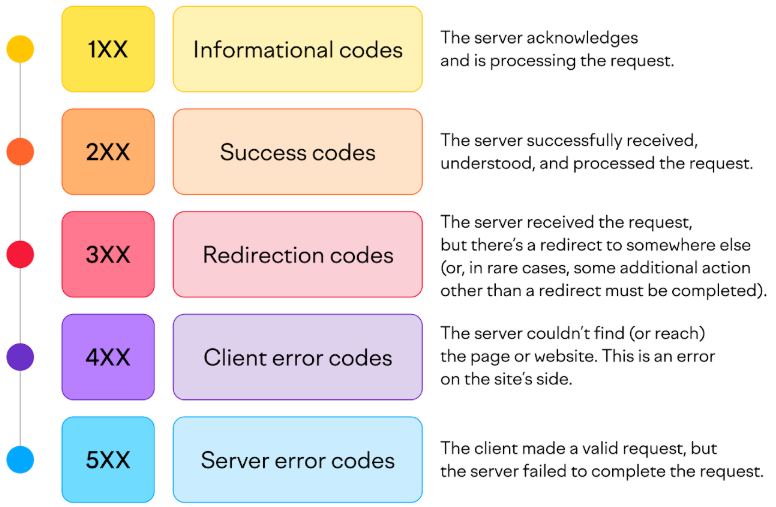 1XX
Informational codes
The server acknowledges
and is processing the request.
2XX
Success codes
The server successfully received,
understood, and processed the request.
3XX
Redirection codes
The server received the request,
but there’s a redirect to somewhere else
(or, in rare cases, some additional action
other than a redirect must be completed).
4XX
Client error codes
The server couldn’t find (or reach)
the page or website. This is an error
on the site’s side.
5XX
Server error codes
The client made a valid request, but
the server failed to complete the request.